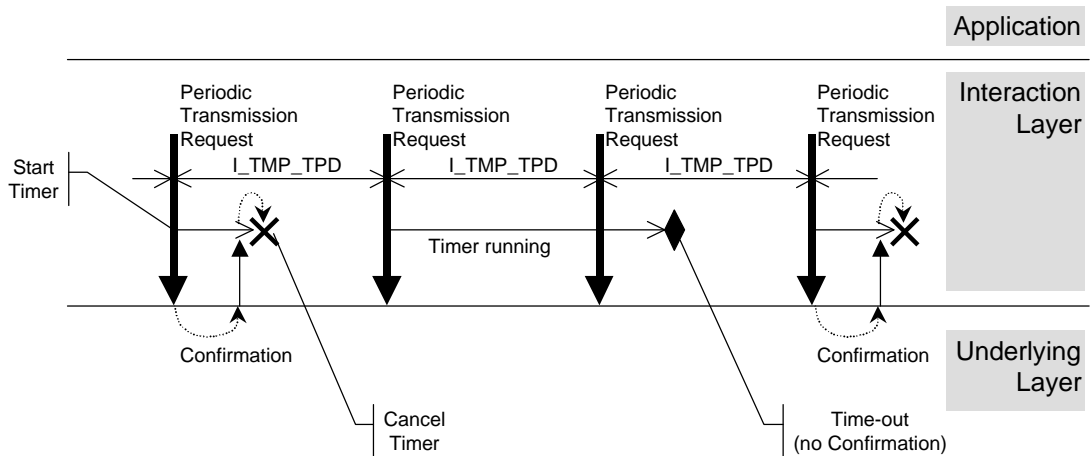 Application
Interaction
Layer
Periodic
Transmission
Request
Periodic
Transmission
Request
Periodic
Transmission
Request
Periodic
Transmission
Request
Start
Timer
I_TMP_TPD
I_TMP_TPD
I_TMP_TPD
Timer running
Confirmation
Confirmation
Underlying
Layer
Cancel
Timer
Time-out
(no Confirmation)